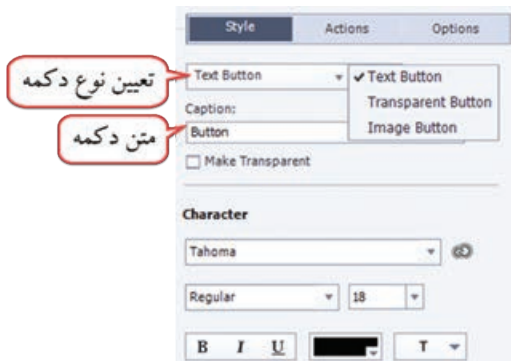 Style Actions Options
تعیین نوع دکمه
Text Button
✔ Text Button
Transparent Button
Image Button
Caption:
متن دکمه
Button
Make Transparent
Character
Tahoma
Regular 18
B I U T